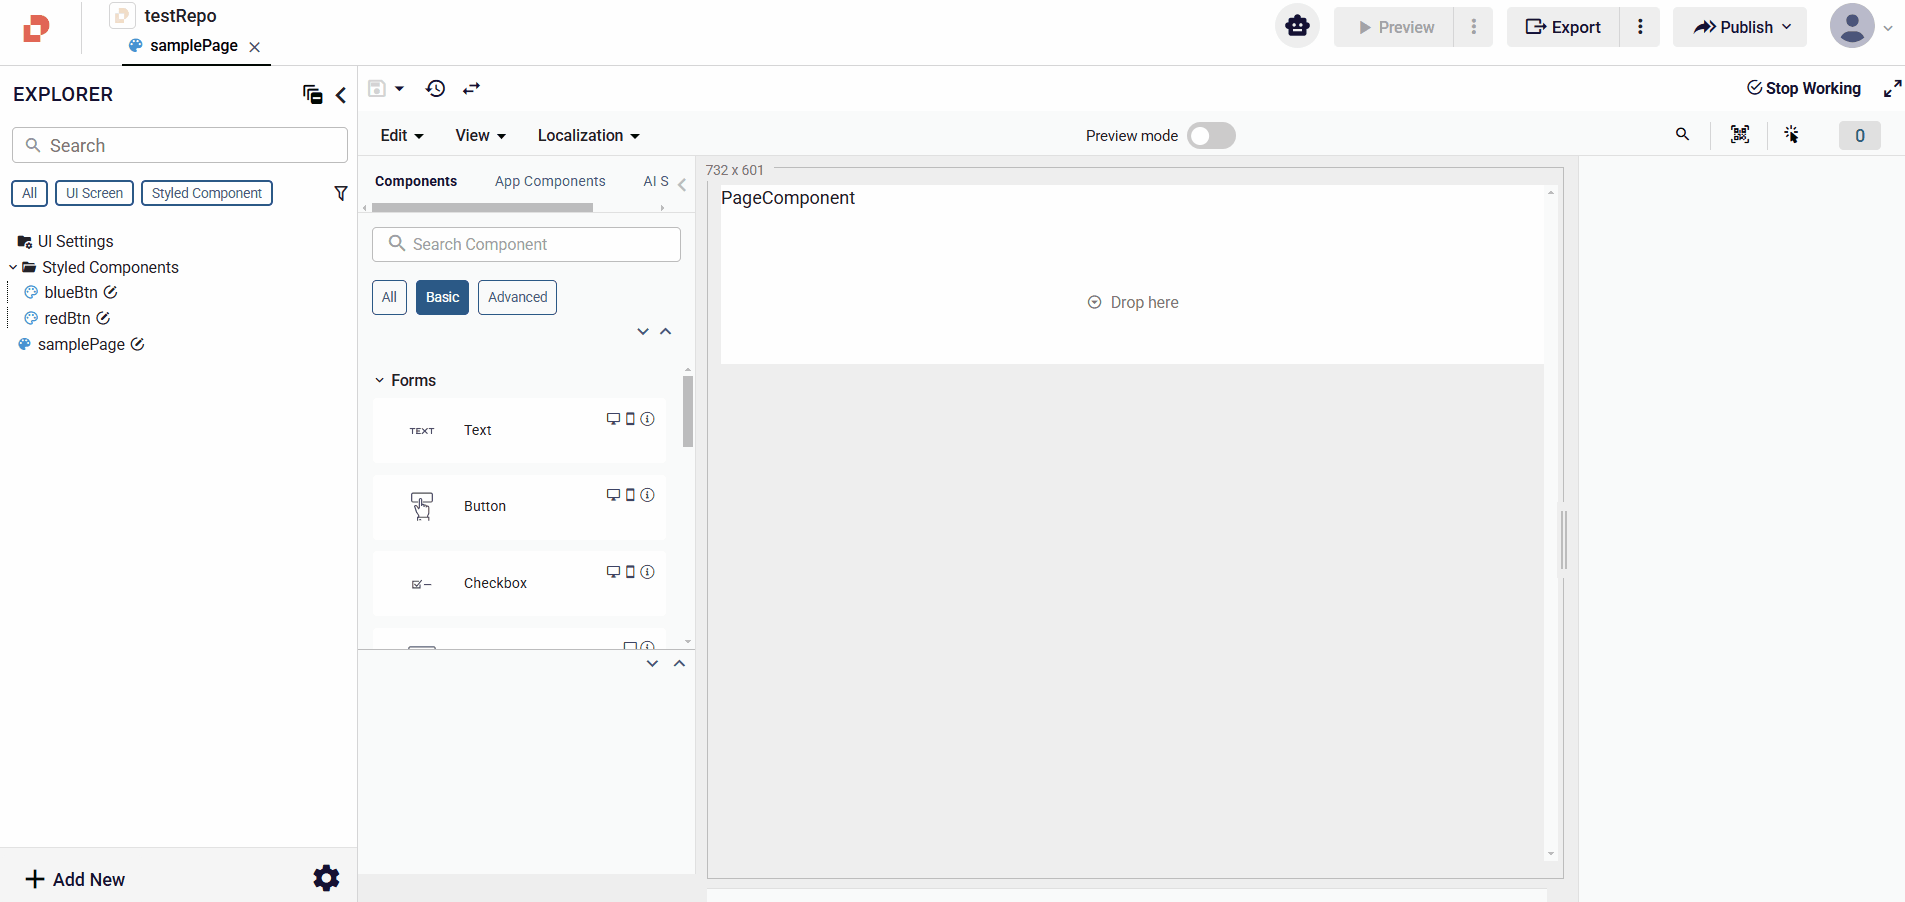 testRepo
samplePage
Preview
Export
Publish
EXPLORER
Stop Working
Search
Edit
View
Localization
Preview mode
0
All
UI Screen
Styled Component
Components
App Components
AI S
732 x 601
PageComponent
UI Settings
Styled Components
blueBtn
redBtn
samplePage
Search Component
All
Basic
Advanced
Drop here
Forms
TEXT
Text
Button
Checkbox
Add New